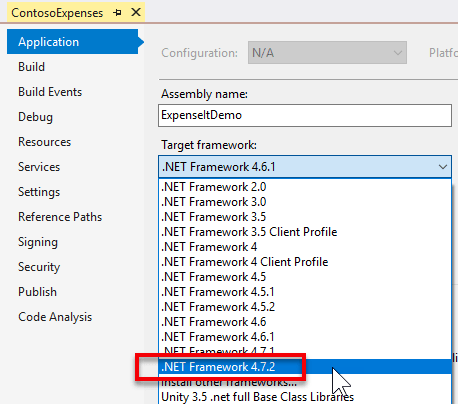 ContosoExpenses
Application
Build
Build Events
Debug
Resources
Services
Settings
Reference Paths
Signing
Security
Publish
Code Analysis
Configuration: N/A Platfo
Assembly name:
ExpenseItDemo
Target framework:
.NET Framework 4.6.1
.NET Framework 2.0
.NET Framework 3.0
.NET Framework 3.5
.NET Framework 3.5 Client Profile
.NET Framework 4
.NET Framework 4 Client Profile
.NET Framework 4.5
.NET Framework 4.5.1
.NET Framework 4.5.2
.NET Framework 4.6
.NET Framework 4.6.1
.NET Framework 4.7.1
.NET Framework 4.7.2
Install other frameworks...
Unity 3.5 .net full Base Class Libraries